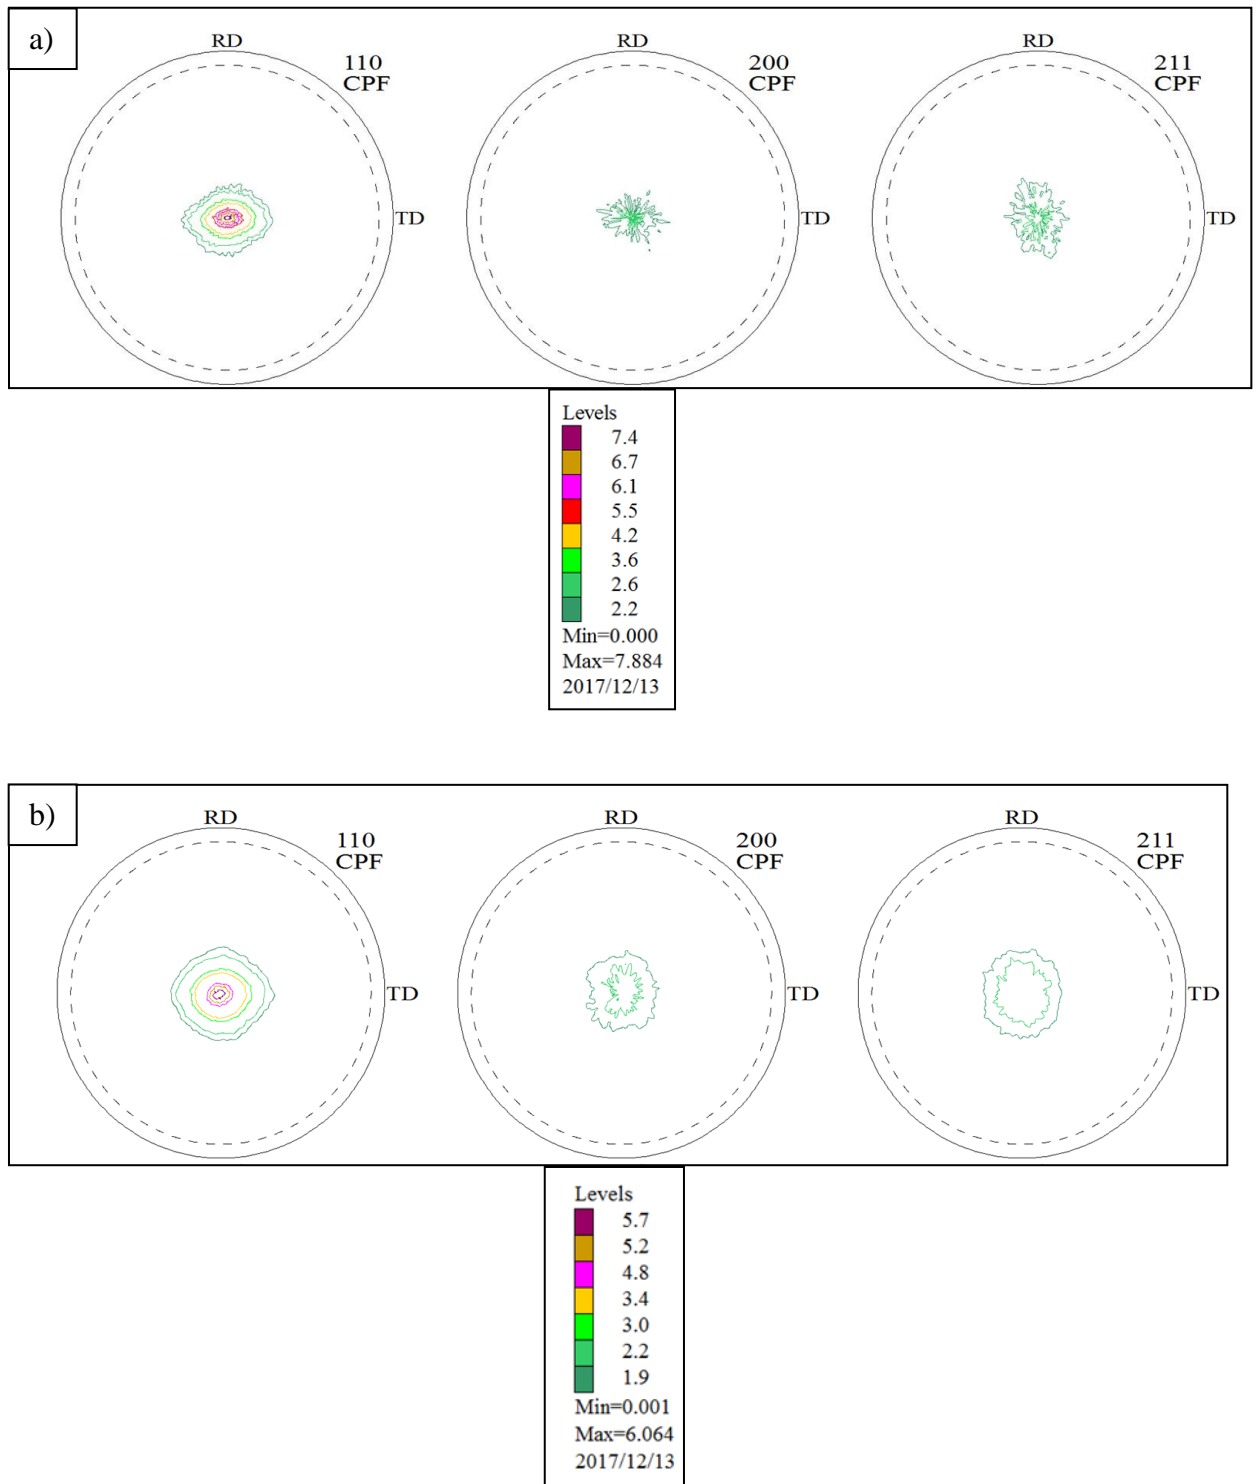 a)
RD
110
CPF
TD
RD
200
CPF
TD
RD
211
CPF
TD
Levels
7.4
6.7
6.1
5.5
4.2
3.6
2.6
2.2
Min=0.000
Max=7.884
2017/12/13
b)
RD
110
CPF
TD
RD
200
CPF
TD
RD
211
CPF
TD
Levels
5.7
5.2
4.8
3.4
3.0
2.2
1.9
Min=0.001
Max=6.064
2017/12/13